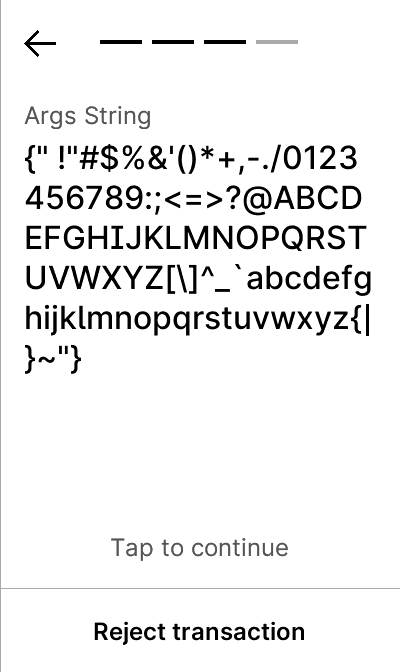 Args String
{" !"#$%&'()*+,-./0123
456789:;<=>?@ABCD
EFGHIJKLMNOPQRST
UVWXYZ[\]^_`abcdefg
hijklmnopqrstuvwxyz{|
}~"}
Tap to continue
Reject transaction